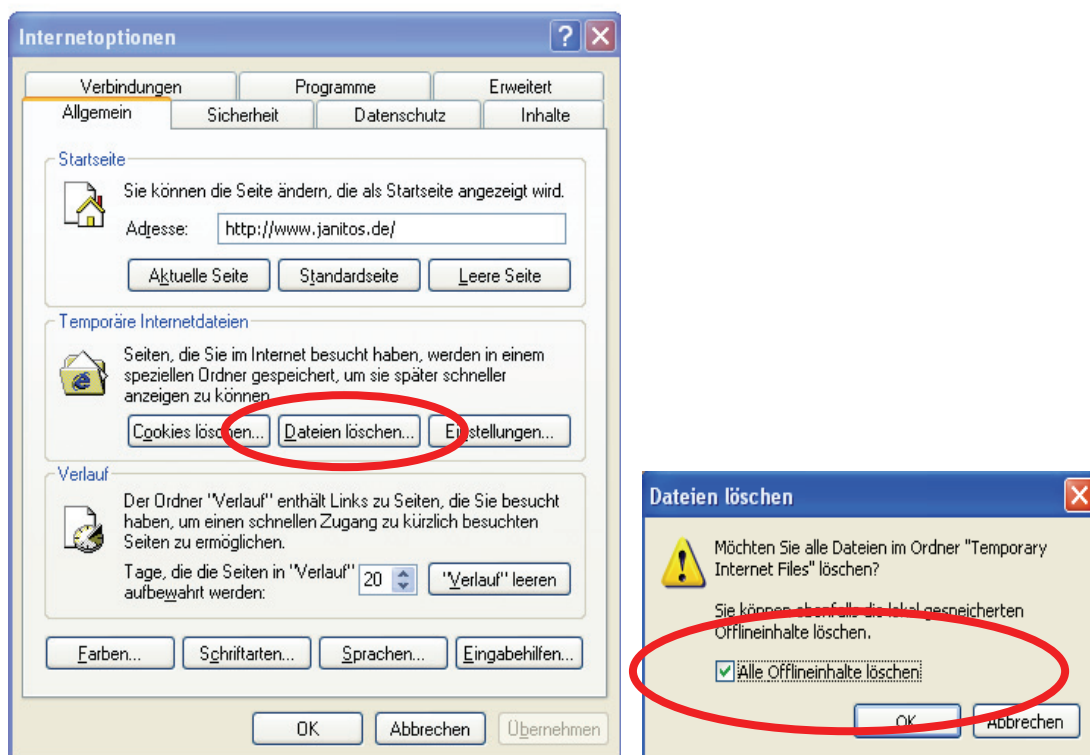 Internetoptionen
Verbindungen Programme Erweitert
Allgemein Sicherheit Datenschutz Inhalte
Startseite
Sie können die Seite ändern, die als Startseite angezeigt wird.
Adresse: http://www.janitos.de/
Aktuelle Seite Standardseite Leere Seite
Temporäre Internetdateien
Seiten, die Sie im Internet besucht haben, werden in einem
speziellen Ordner gespeichert, um sie später schneller
anzeigen zu können.
Cookies löschen... Dateien löschen... Einstellungen...
Verlauf
Der Ordner "Verlauf" enthält Links zu Seiten, die Sie besucht
haben, um einen schnellen Zugang zu kürzlich besuchten
Seiten zu ermöglichen.
Tage, die die Seiten in "Verlauf"
aufbewahrt werden:
20 "Verlauf" leeren
Farben... Schriftarten... Sprachen... Eingabehilfen...
OK Abbrechen Übernehmen
Dateien löschen
Möchten Sie alle Dateien im Ordner "Temporary
Internet Files" löschen?
Sie können ebenfalls die lokal gespeicherten
Offlineinhalte löschen.
Alle Offlineinhalte löschen
OK Abbrechen